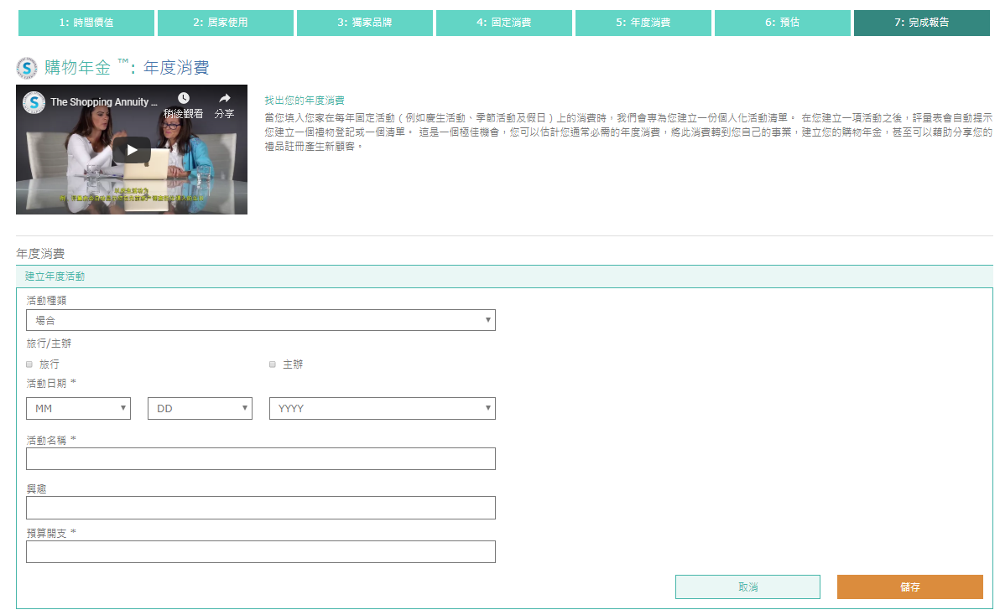 1: 時間價值
2: 居家使用
3: 獨家品牌
4: 固定消費
5: 年度消費
6: 預估
7: 完成報告
購物年金 ™: 年度消費
The Shopping Annuity ...
稍後觀看
分享
找出您的年度消費
當您填入您家在每年固定活動（例如慶生活動、季節活動及假日）上的消費時，我們會專為您建立一份個人化活動清單。 在您建立一項活動之後，評量表會自動提示
您建立一個禮物登記或一個清單。 這是一個極佳機會，您可以估計您通常必需的年度消費，將此消費轉到您自己的事業，建立您的購物年金，甚至可以藉助分享您的
禮品註冊產生新顧客。
年度消費
建立年度活動
活動種類
場合
旅行/主辦
旅行
主辦
活動日期 *
MM
DD
YYYY
活動名稱 *
興趣
預算開支 *
取消
儲存